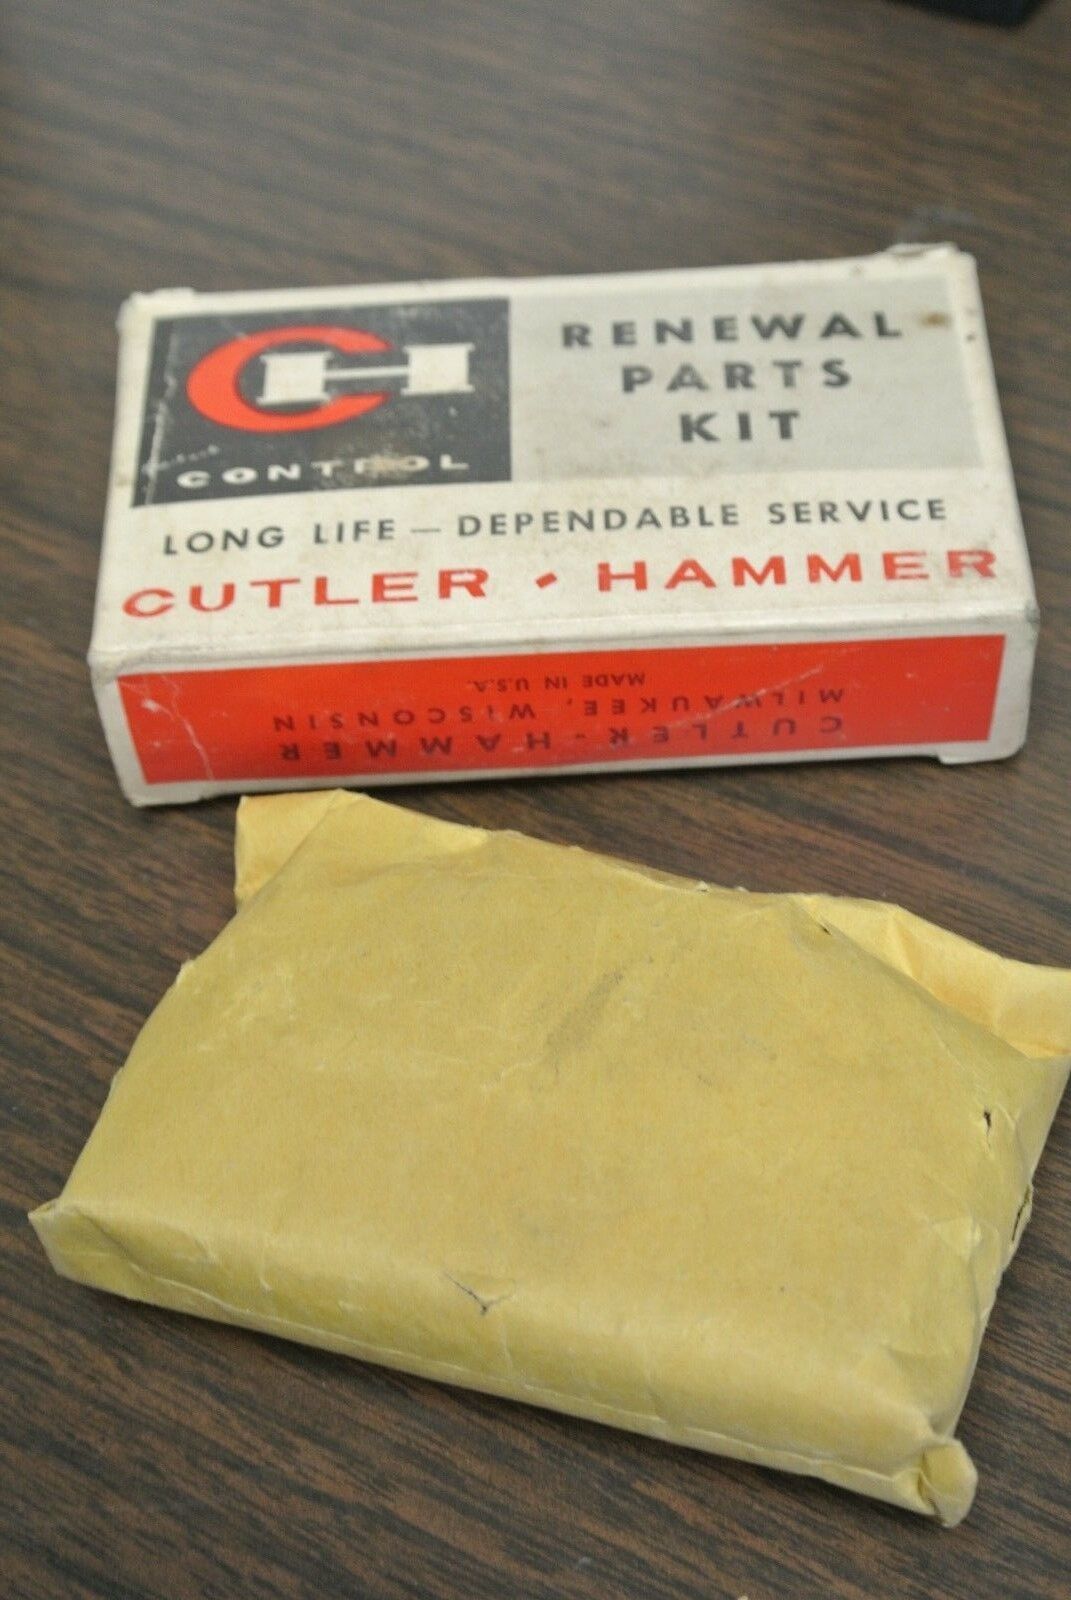 CH
CONTROL
RENEWAL
PARTS
KIT
LONG LIFE — DEPENDABLE SERVICE
CUTLER · HAMMER
CUTLER-HAMMER
MILWAUKEE, WISCONSIN
MADE IN U.S.A.